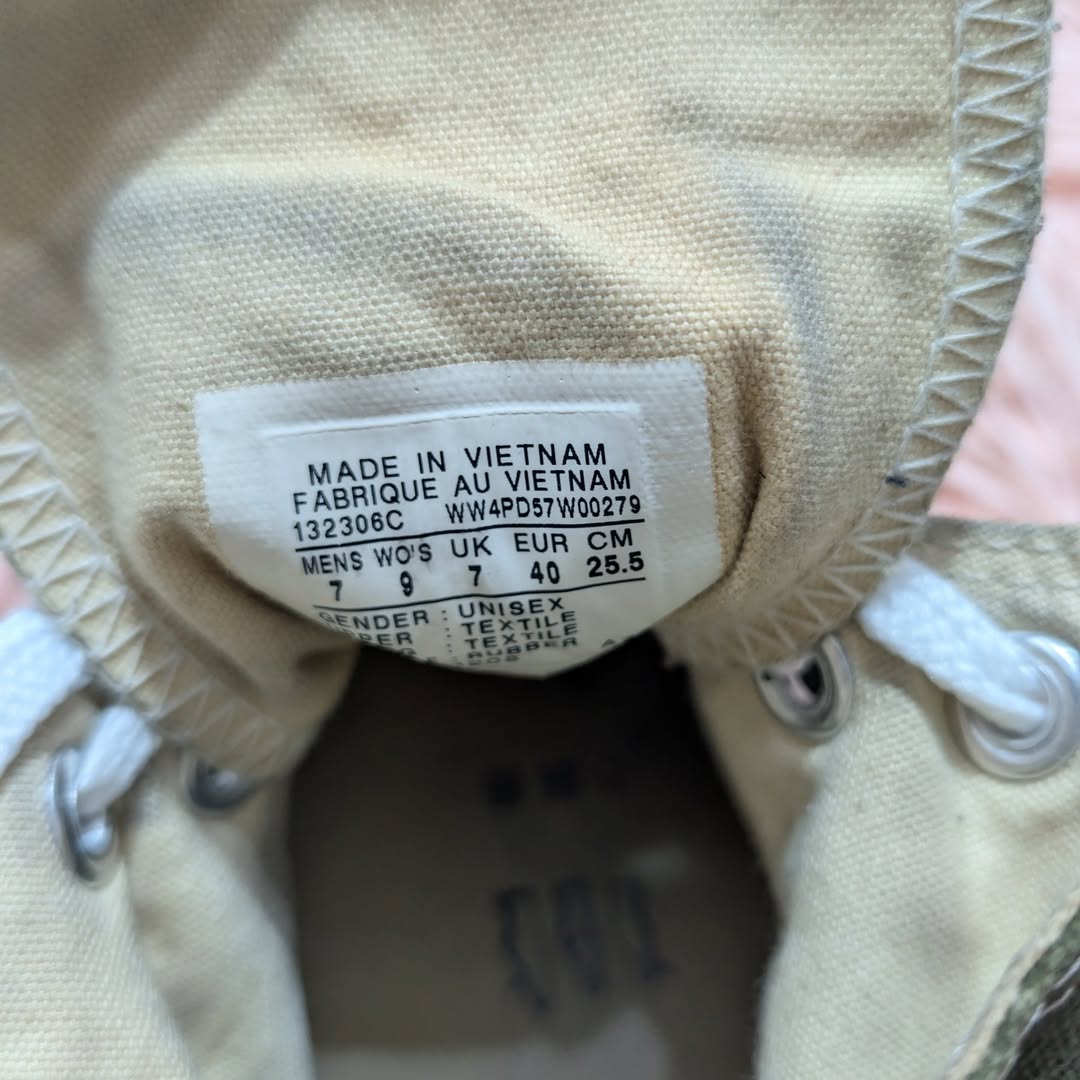 MADE IN VIETNAM
FABRIQUE AU VIETNAM
132306C WW4PD57W00279
MENS WO'S UK EUR CM
7 9 7 40 25.5
GENDER : UNISEX
: TEXTILE
: TEXTILE
RUBBER